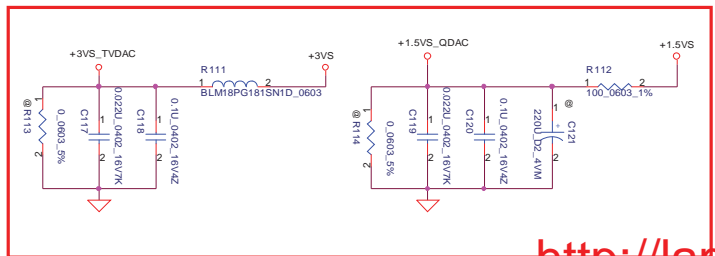 +3VS_TVDAC
+3VS
R111
1
2
BLM18PG181SN1D_0603
@
1
R113
2
0_0603_5%
1
C117
2
0.022U_0402_16V7K
1
C118
2
0.1U_0402_16V4Z
+1.5VS_QDAC
+1.5VS
R112
1
2
100_0603_1%
1
@
R114
2
0_0603_5%
1
C119
2
0.022U_0402_16V7K
1
C120
2
0.1U_0402_16V4Z
@
1
+
C121
2
220U_D2_4VM
http://lar